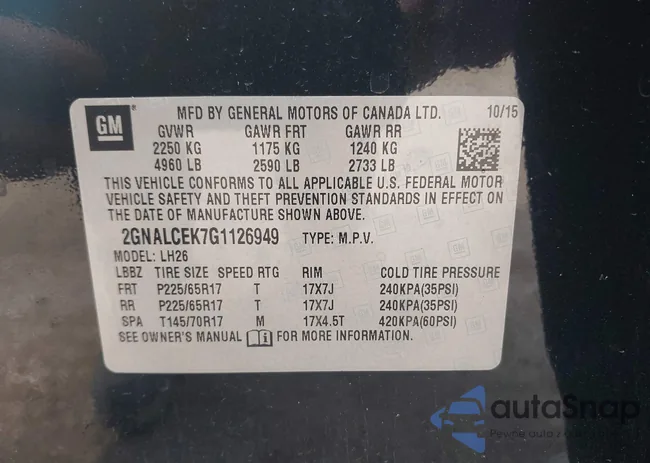 GM
MFD BY GENERAL MOTORS OF CANADA LTD. 10/15
GVWR GAWR FRT GAWR RR
2250 KG 1175 KG 1240 KG
4960 LB 2590 LB 2733 LB
THIS VEHICLE CONFORMS TO ALL APPLICABLE U.S. FEDERAL MOTOR
VEHICLE SAFETY AND THEFT PREVENTION STANDARDS IN EFFECT ON
THE DATE OF MANUFACTURE SHOWN ABOVE.
2GNALCEK7G1126949 TYPE: M.P.V.
MODEL: LH26
LBBZ TIRE SIZE SPEED RTG RIM COLD TIRE PRESSURE
FRT P225/65R17 T 17X7J 240KPA(35PSI)
RR P225/65R17 T 17X7J 240KPA(35PSI)
SPA T145/70R17 M 17X4.5T 420KPA(60PSI)
SEE OWNER'S MANUAL FOR MORE INFORMATION
autaSnap
Pewne auta